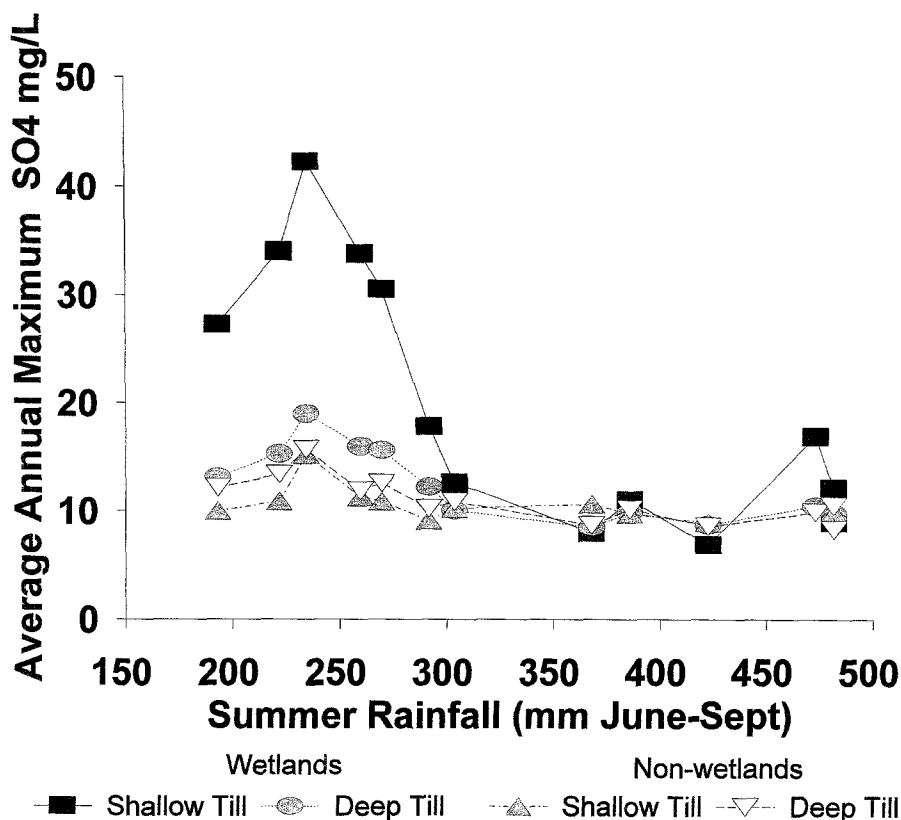 Average Annual Maximum SO4 mg/L
50
40
30
20
10
0
150 200 250 300 350 400 450 500
Summer Rainfall (mm June-Sept)
Wetlands Non-wetlands
Shallow Till Deep Till Shallow Till Deep Till